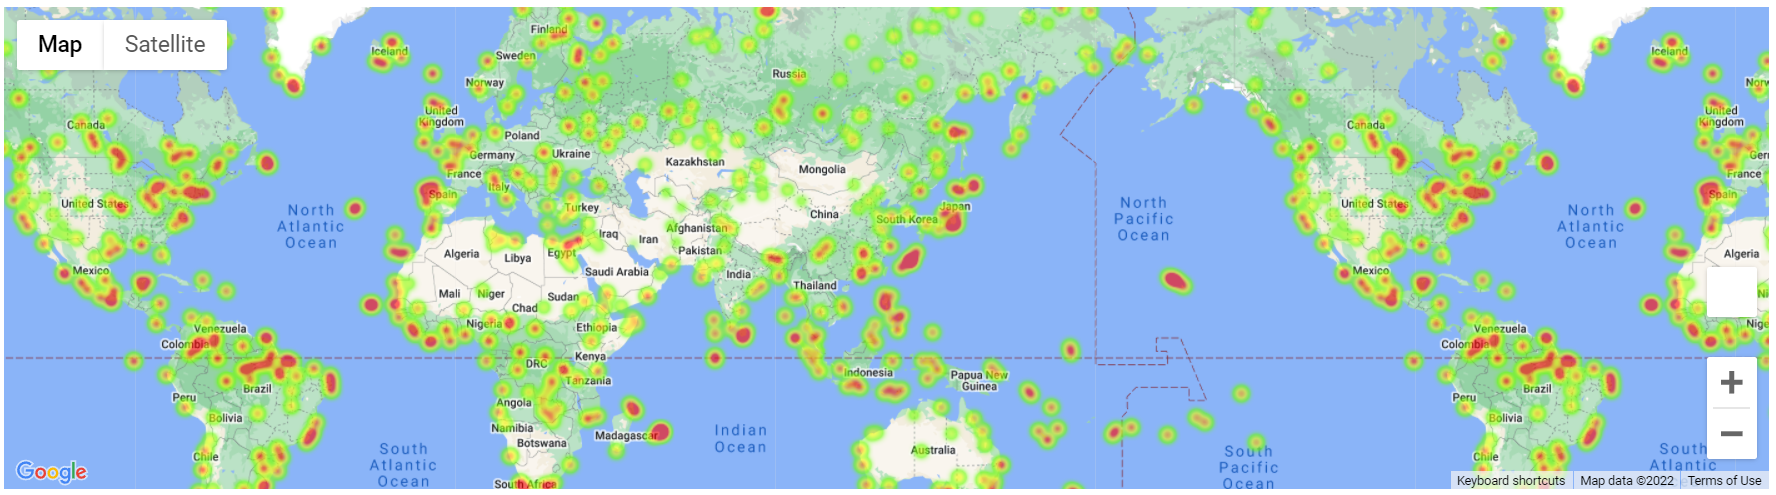 Map
Satellite
Iceland
Finland
Sweden
Norway
Russia
United
Kingdom
Poland
Germany
Ukraine
France
Kazakhstan
Mongolia
Canada
Spain
Italy
Turkey
United States
North
Atlantic
Ocean
China
South Korea
Japan
North
Pacific
Ocean
Algeria
Libya
Egypt
Iraq
Iran
Afghanistan
Pakistan
Saudi Arabia
India
Mexico
Mali
Niger
Sudan
Chad
Thailand
Nigeria
Ethiopia
Venezuela
Colombia
Kenya
DRC
Tanzania
Brazil
Peru
Indonesia
Papua New
Guinea
Angola
Bolivia
Namibia
Botswana
Madagascar
Indian
Ocean
Australia
Chile
South
Atlantic
Ocean
South Africa
South
Pacific
Ocean
Iceland
Norw
United
Kingdom
Canada
Ger
France
Spain
United States
North
Atlantic
Ocean
Algeria
Mexico
Ni
Nige
Venezuela
Colombia
Brazil
Peru
Bolivia
Chile
South
Atlantic
Google
Keyboard shortcuts
Map data ©2022
Terms of Use